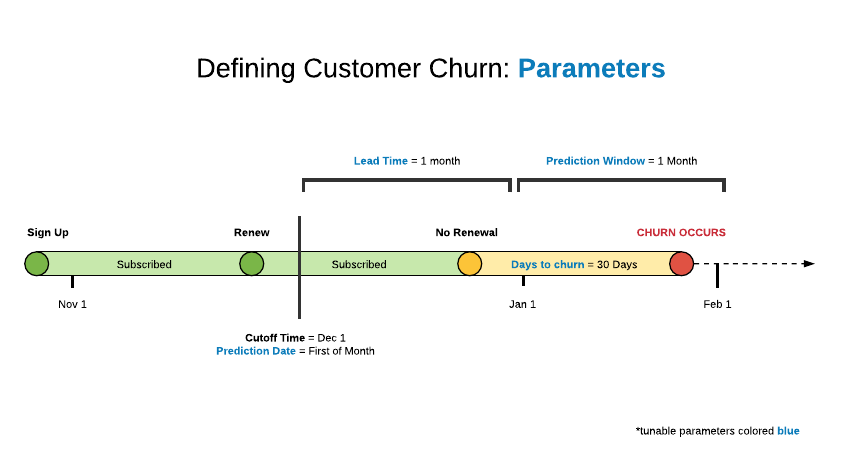 Defining Customer Churn: Parameters
Lead Time = 1 month
Prediction Window = 1 Month
Sign Up
Renew
No Renewal
CHURN OCCURS
Subscribed
Subscribed
Days to churn = 30 Days
Nov 1
Jan 1
Feb 1
Cutoff Time = Dec 1
Prediction Date = First of Month
*tunable parameters colored blue